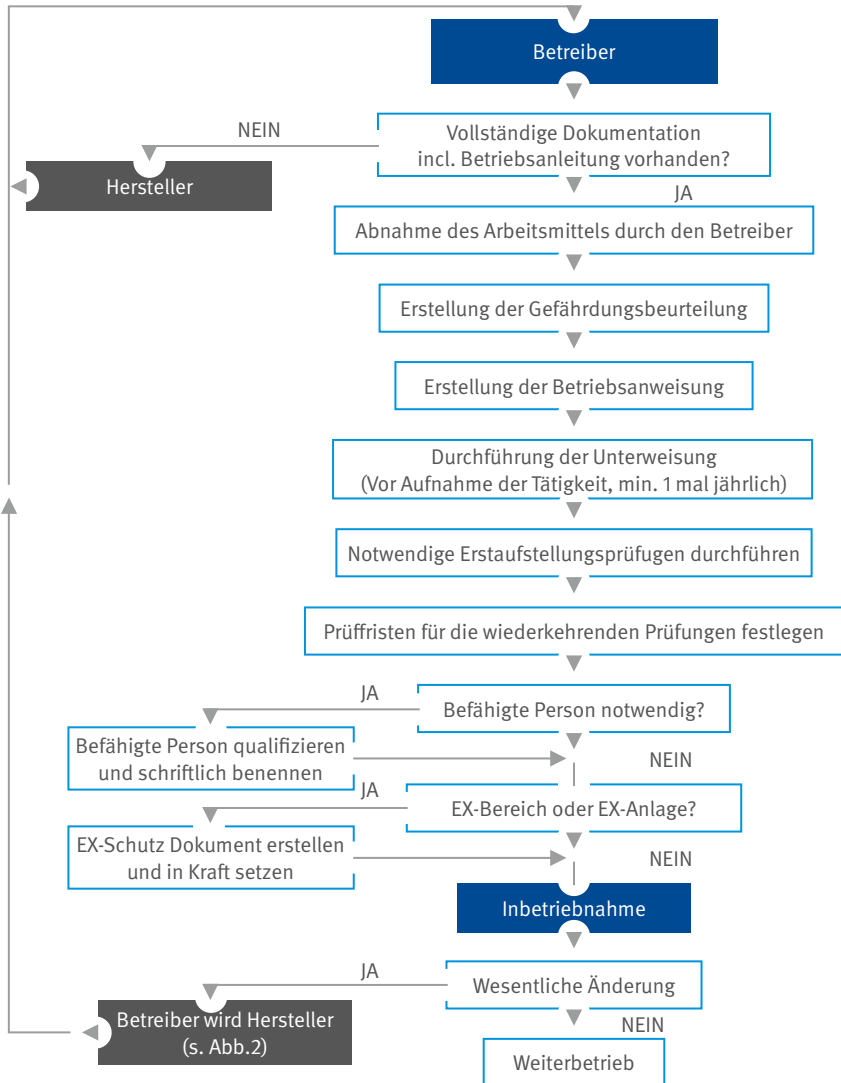 Betreiber
NEIN
Vollständige Dokumentation
incl. Betriebsanleitung vorhanden?
Hersteller
JA
Abnahme des Arbeitsmittels durch den Betreiber
Erstellung der Gefährdungsbeurteilung
Erstellung der Betriebsanweisung
Durchführung der Unterweisung
(Vor Aufnahme der Tätigkeit, min. 1 mal jährlich)
Notwendige Erstaufstellungsprüfugen durchführen
Prüffristen für die wiederkehrenden Prüfungen festlegen
JA
Befähigte Person notwendig?
Befähigte Person qualifizieren
und schriftlich benennen
NEIN
JA
EX-Bereich oder EX-Anlage?
EX-Schutz Dokument erstellen
und in Kraft setzen
NEIN
Inbetriebnahme
JA
Wesentliche Änderung
Betreiber wird Hersteller
(s. Abb.2)
NEIN
Weiterbetrieb